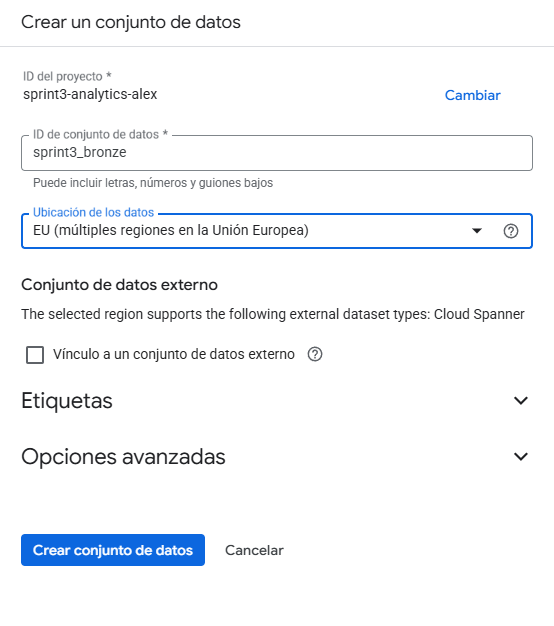 Crear un conjunto de datos
ID del proyecto *
sprint3-analytics-alex
Cambiar
ID de conjunto de datos *
sprint3_bronze
Puede incluir letras, números y guiones bajos
Ubicación de los datos
EU (múltiples regiones en la Unión Europea)
Conjunto de datos externo
The selected region supports the following external dataset types: Cloud Spanner
Vínculo a un conjunto de datos externo
Etiquetas
Opciones avanzadas
Crear conjunto de datos
Cancelar